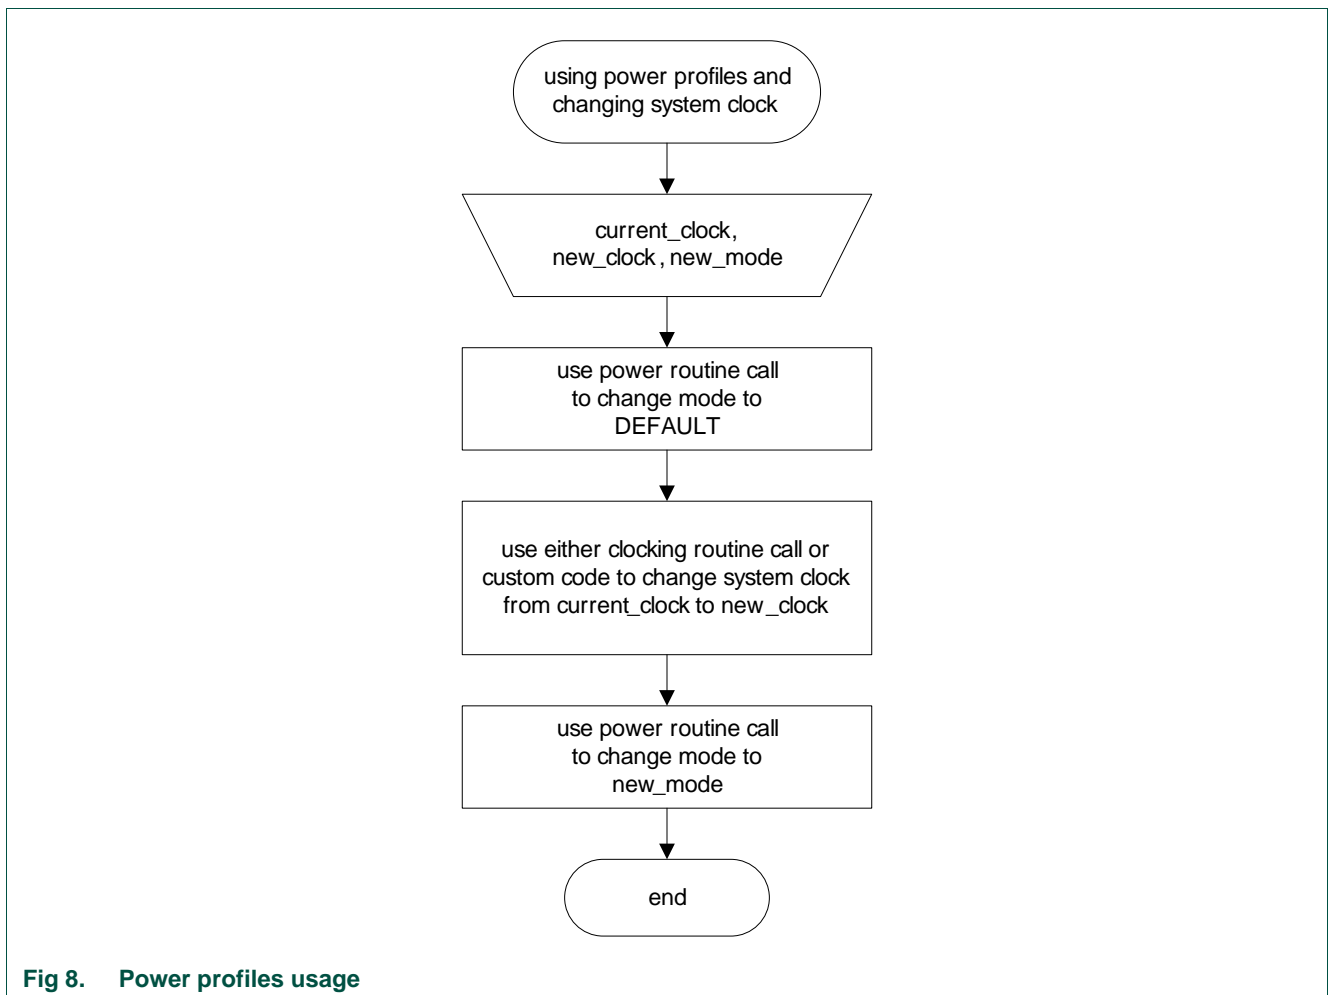 using power profiles and
changing system clock
current_clock,
new_clock, new_mode
use power routine call
to change mode to
DEFAULT
use either clocking routine call or
custom code to change system clock
from current_clock to new_clock
use power routine call
to change mode to
new_mode
end
Fig 8. Power profiles usage